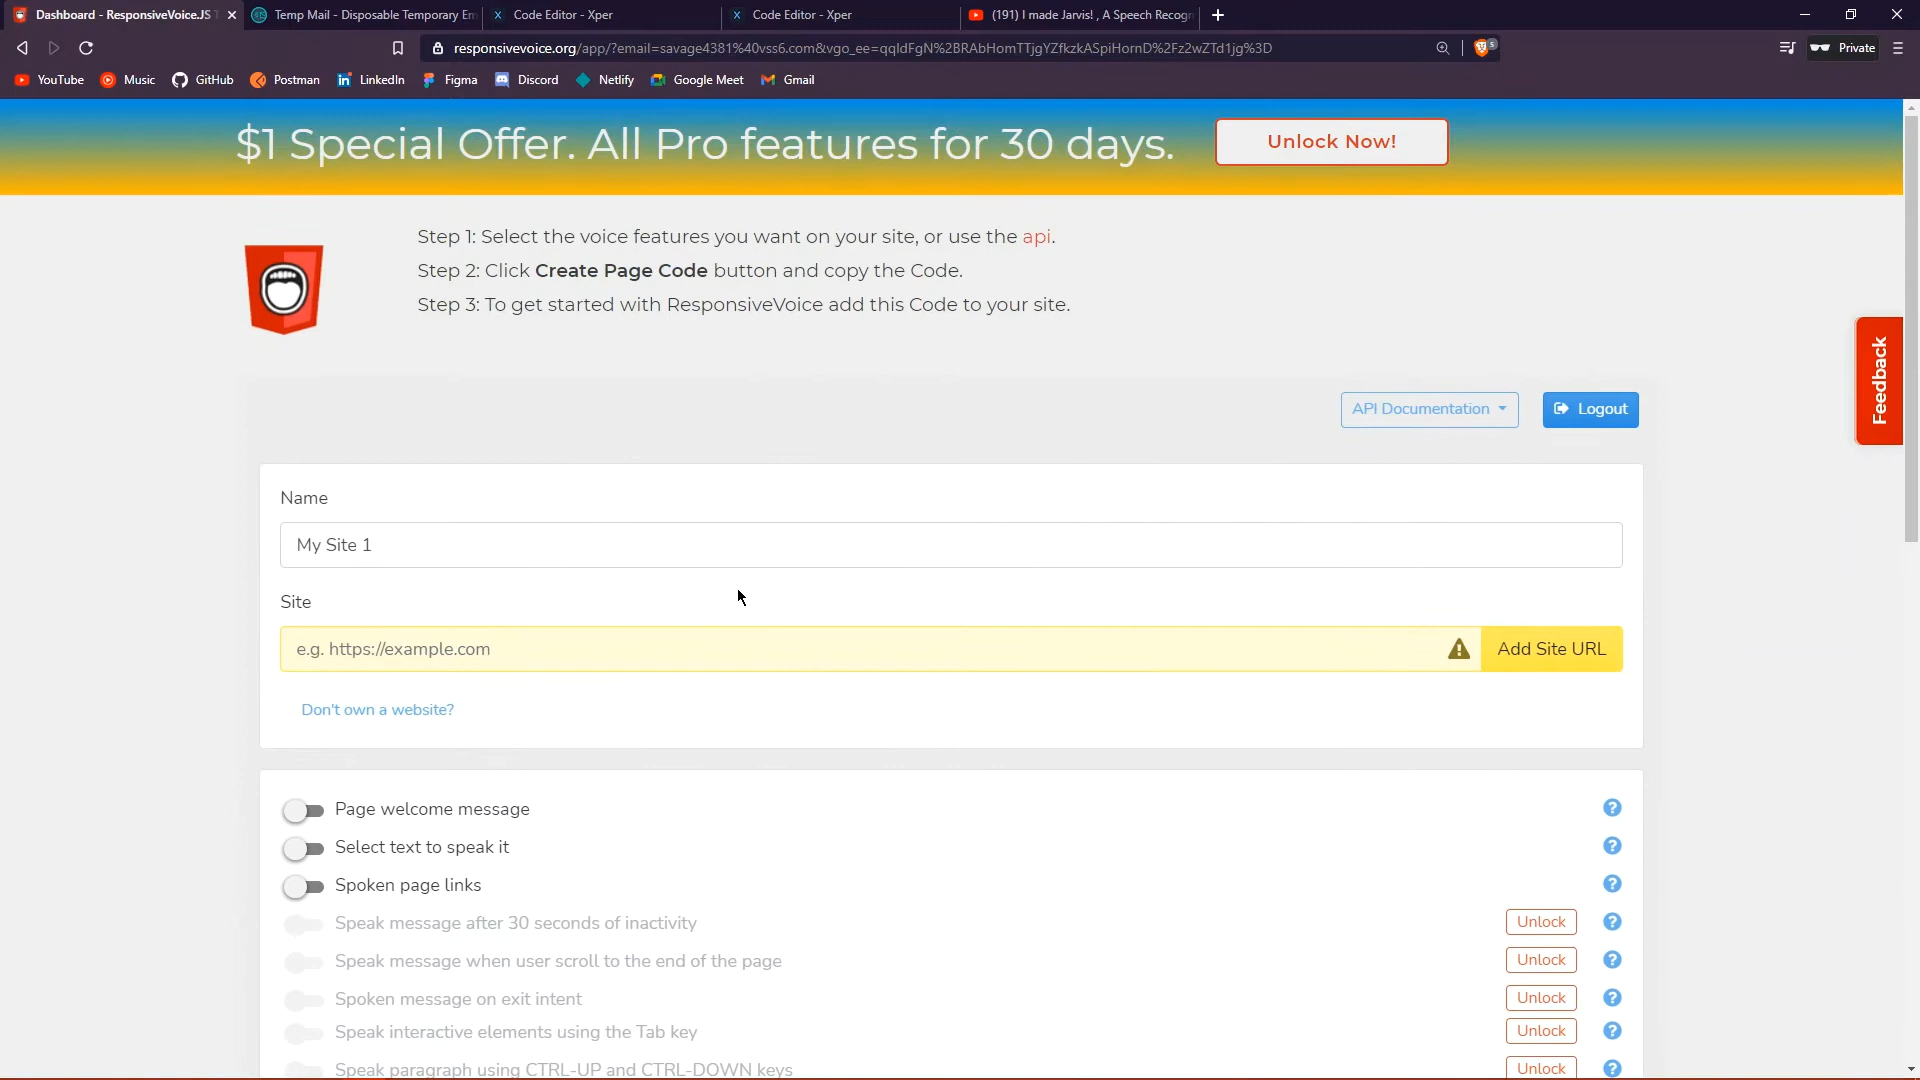 Dashboard - ResponsiveVoice.JS T
Temp Mail - Disposable Temporary Em
X Code Editor - Xper
X Code Editor - Xper
(191) I made Jarvis! , A Speech Recogn
responsivevoice.org/app/?email=savage4381%40vss6.com&vgo_ee=qqIdFgN%2BRAbHomTTjgYZfkzkASpiHornD%2Fz2wZTd1jg%3D
5
Private
YouTube
Music
GitHub
Postman
LinkedIn
Figma
Discord
Netlify
Google Meet
Gmail
$1 Special Offer. All Pro features for 30 days.
Unlock Now!
Step 1: Select the voice features you want on your site, or use the api.
Step 2: Click Create Page Code button and copy the Code.
Step 3: To get started with ResponsiveVoice add this Code to your site.
Feedback
API Documentation
Logout
Name
My Site 1
Site
e.g. https://example.com
Add Site URL
Don't own a website?
Page welcome message
Select text to speak it
Spoken page links
Speak message after 30 seconds of inactivity
Unlock
Speak message when user scroll to the end of the page
Unlock
Spoken message on exit intent
Unlock
Speak interactive elements using the Tab key
Unlock
Speak paragraph using CTRL-UP and CTRL-DOWN keys
Unlock